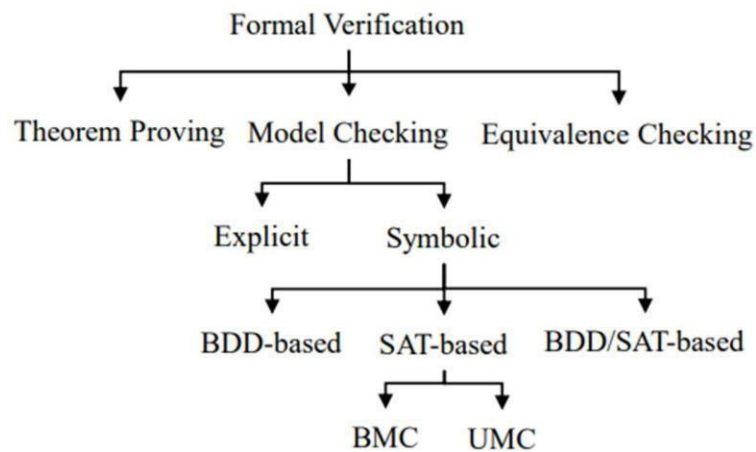 Formal Verification
Theorem Proving Model Checking Equivalence Checking
Explicit Symbolic
BDD-based SAT-based BDD/SAT-based
BMC UMC